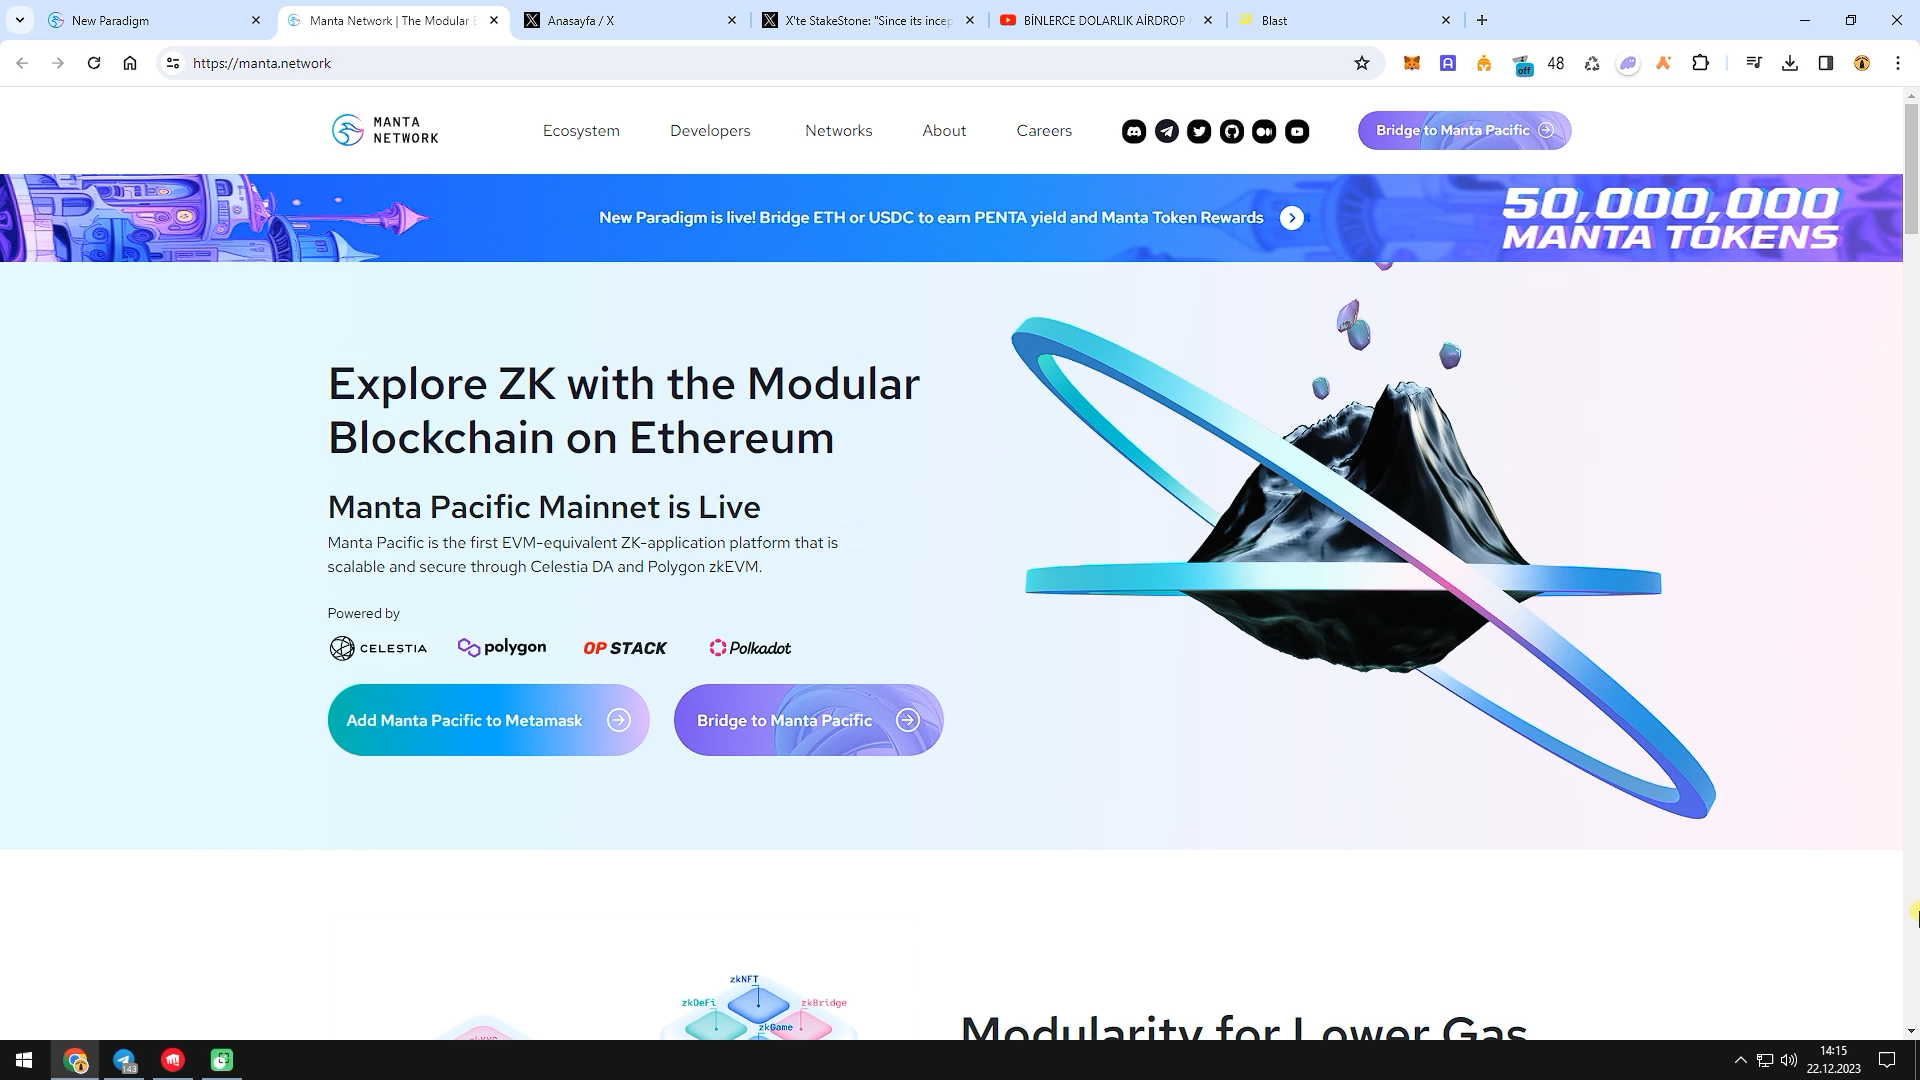 New Paradigm
Manta Network | The Modular E
Anasayfa / X
X'te StakeStone: "Since its incep
BİNLERCE DOLARLIK AİRDROP
Blast
https://manta.network
off
48
MANTA
NETWORK
Ecosystem
Developers
Networks
About
Careers
Bridge to Manta Pacific
New Paradigm is live! Bridge ETH or USDC to earn PENTA yield and Manta Token Rewards
50,000,000
MANTA TOKENS
Explore ZK with the Modular
Blockchain on Ethereum
Manta Pacific Mainnet is Live
Manta Pacific is the first EVM-equivalent ZK-application platform that is
scalable and secure through Celestia DA and Polygon zkEVM.
Powered by
CELESTIA
polygon
OP STACK
Polkadot
Add Manta Pacific to Metamask
Bridge to Manta Pacific
zkNFT
zkDeFi
zkBridge
zkGame
zkKYC
Modularity for Lower Gas
143
14:15
22.12.2023